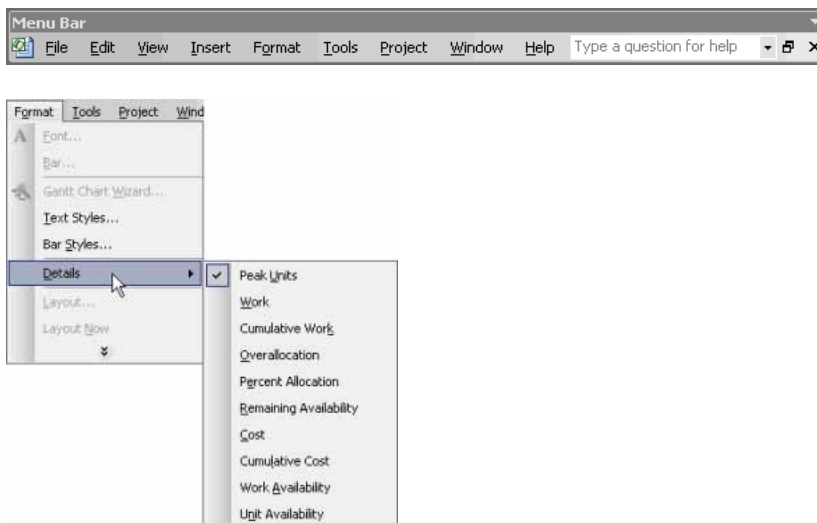 Menu Bar
File Edit View Insert Format Tools Project Window Help Type a question for help
Format Tools Project Wind
Font...
Bar...
Gantt Chart Wizard...
Text Styles...
Bar Styles...
Details
Peak Units
Layout...
Work
Layout Now
Cumulative Work
Overallocation
Percent Allocation
Remaining Availability
Cost
Cumulative Cost
Work Availability
Unit Availability